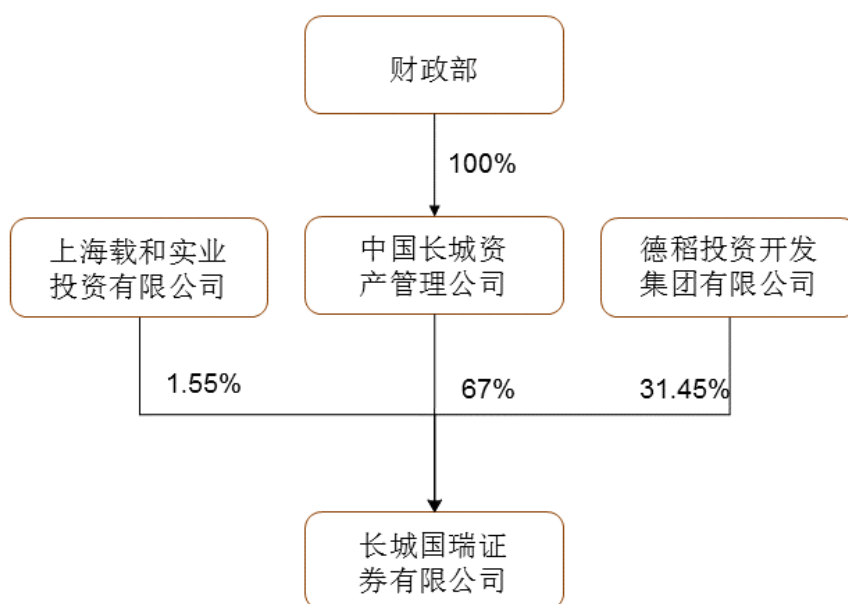 财政部
100%
上海载和实业
投资有限公司
中国长城资
产管理公司
德稻投资开发
集团有限公司
1.55%
67%
31.45%
长城国瑞证
券有限公司